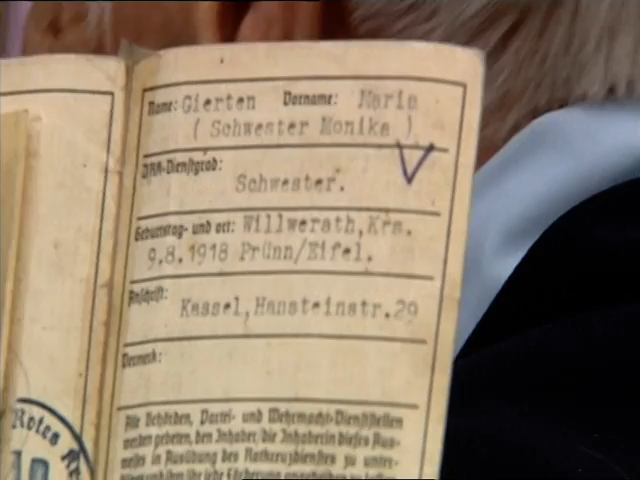 Name: Gierten Vorname: Maria
( Schwester Monika )
DRK-Dienstgrad:
Schwester.
Geburtstag- und ort: Willwerath,Krs.
9.8.1918 Prünn/Eifel.
Anschrift:
Kassel,Hansteinstr.29
Vermerk:
Alle Behörden, Partei- und Wehrmacht-Dienststellen
werden gebeten, den Inhaber/die Inhaberin dieses Aus-
weises in Ausübung des Rotkreuzdienstes zu unter-
Rotes